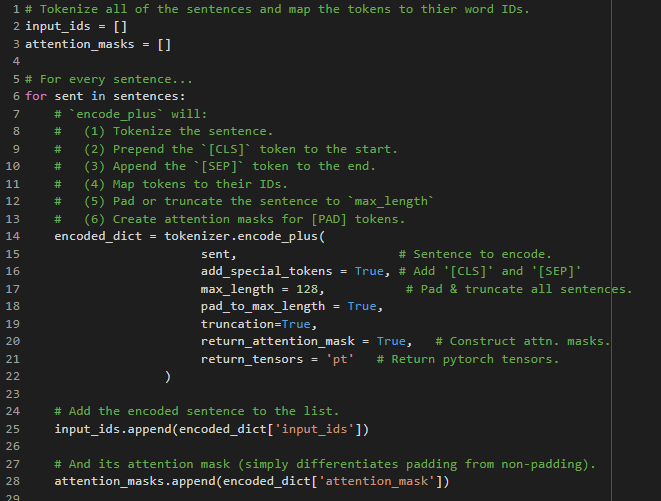 1 # Tokenize all of the sentences and map the tokens to thier word IDs.
2 input_ids = []
3 attention_masks = []
4
5 # For every sentence...
6 for sent in sentences:
7     # `encode_plus` will:
8     #   (1) Tokenize the sentence.
9     #   (2) Prepend the `[CLS]` token to the start.
10     #   (3) Append the `[SEP]` token to the end.
11     #   (4) Map tokens to their IDs.
12     #   (5) Pad or truncate the sentence to `max_length`
13     #   (6) Create attention masks for [PAD] tokens.
14     encoded_dict = tokenizer.encode_plus(
15                         sent,                      # Sentence to encode.
16                         add_special_tokens = True, # Add '[CLS]' and '[SEP]'
17                         max_length = 128,           # Pad & truncate all sentences.
18                         pad_to_max_length = True,
19                         truncation=True,
20                         return_attention_mask = True,   # Construct attn. masks.
21                         return_tensors = 'pt'   # Return pytorch tensors.
22                    )
23
24     # Add the encoded sentence to the list.
25     input_ids.append(encoded_dict['input_ids'])
26
27     # And its attention mask (simply differentiates padding from non-padding).
28     attention_masks.append(encoded_dict['attention_mask'])
29